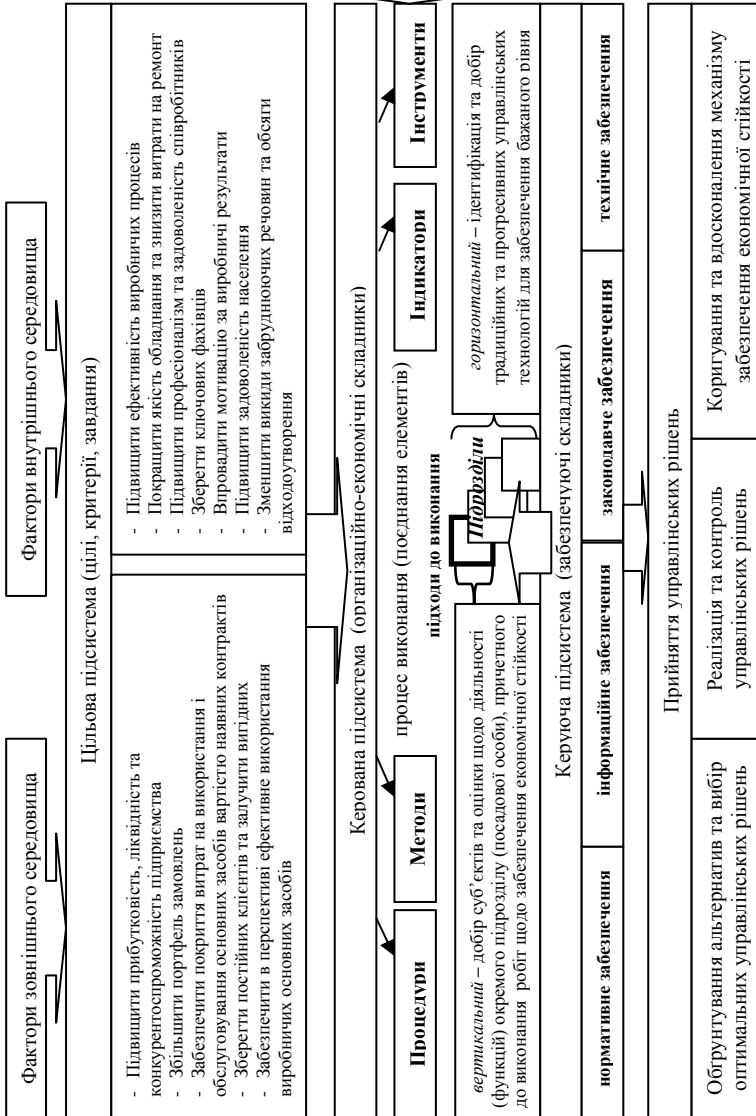 Фактори зовнішнього середовища
Фактори внутрішнього середовища
Цільова підсистема (цілі, критерії, завдання)
- Підвищити прибутковість, ліквідність та
конкурентоспроможність підприємства
- Збільшити портфель замовлень
- Забезпечити покриття витрат на використання і
обслуговування основних засобів вартістю наявних контрактів
- Зберегти постійних клієнтів та залучити вигідних
- Забезпечити в перспективі ефективне використання
виробничих основних засобів
- Підвищити ефективність виробничих процесів
- Покращити якість обладнання та знизити витрати на ремонт
- Підвищити професіоналізм та задоволеність співробітників
- Зберегти ключових фахівців
- Впровадити мотивацію за виробничі результати
- Підвищити задоволеність населення
- Зменшити викиди забруднюючих речовин та обсяги
відходоутворення
Керована підсистема (організаційно-економічні складники)
Процедури
Методи
процес виконання (поєднання елементів)
Індикатори
Інструменти
підходи до виконання
вертикальний – добір суб’єктів та оцінки щодо діяльності
(функцій) окремого підрозділу (посадової особи), причетного
до виконання робіт щодо забезпечення економічної стійкості
Підрозділи
горизонтальний – ідентифікація та добір
традиційних та прогресивних управлінських
технологій для забезпечення бажаного рівня
Керуюча підсистема (забезпечуючі складники)
нормативне забезпечення
інформаційне забезпечення
законодавче забезпечення
технічне забезпечення
Прийняття управлінських рішень
Обґрунтування альтернатив та вибір
оптимальних управлінських рішень
Реалізація та контроль
управлінських рішень
Коригування та вдосконалення механізму
забезпечення економічної стійкості